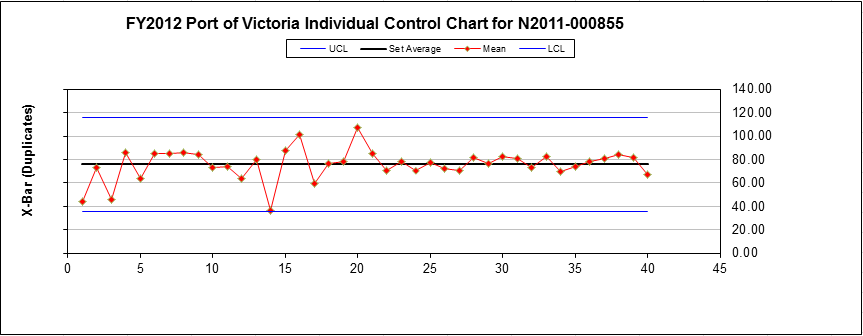 FY2012 Port of Victoria Individual Control Chart for N2011-000855
UCL Set Average Mean LCL
X-Bar (Duplicates)
140.00
120.00
100.00
80.00
60.00
40.00
20.00
0.00
0 5 10 15 20 25 30 35 40 45